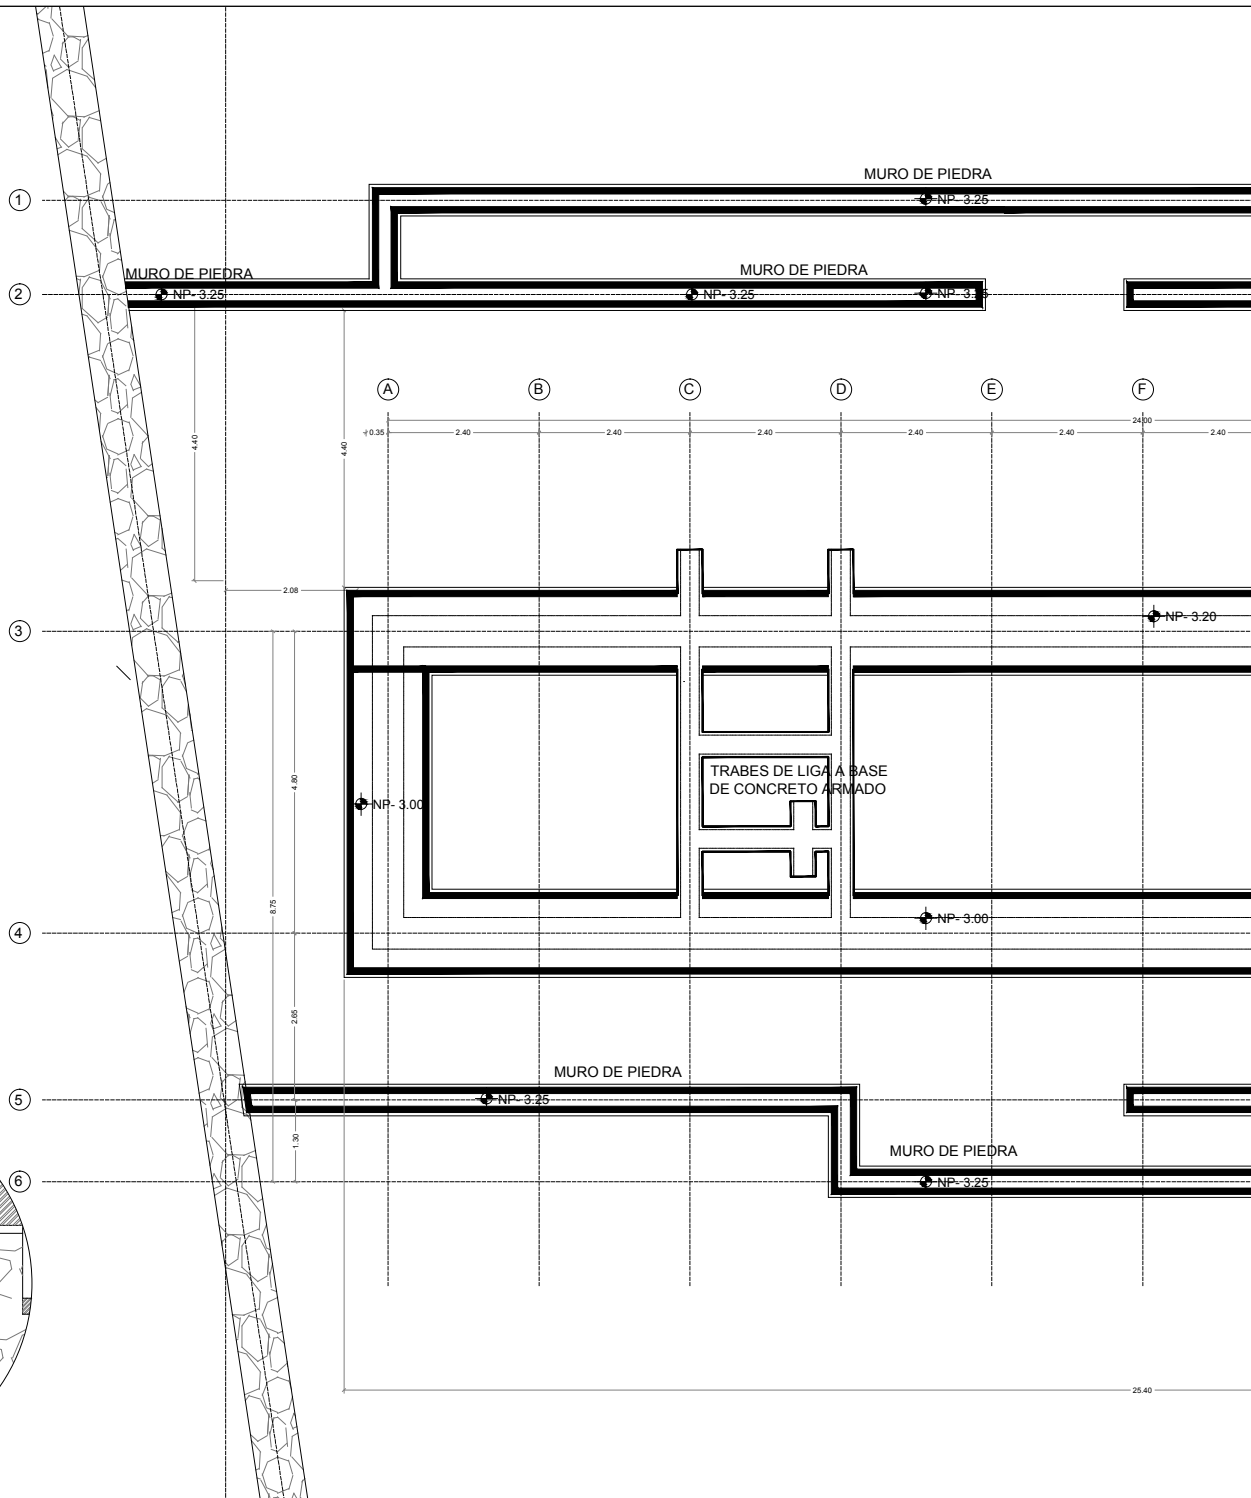 MURO DE PIEDRA
1
NP- 3.25
MURO DE PIEDRA
MURO DE PIEDRA
2
NP- 3.25
NP- 3.25
NP- 3.25
A
B
C
D
E
F
24.00
0.35
2.40
2.40
2.40
2.40
2.40
2.40
4.40
4.40
2.08
NP- 3.20
3
TRABES DE LIGA A BASE
DE CONCRETO ARMADO
4.80
NP- 3.00
8.75
NP- 3.00
4
2.65
MURO DE PIEDRA
5
NP- 3.25
1.30
MURO DE PIEDRA
6
NP- 3.25
25.40